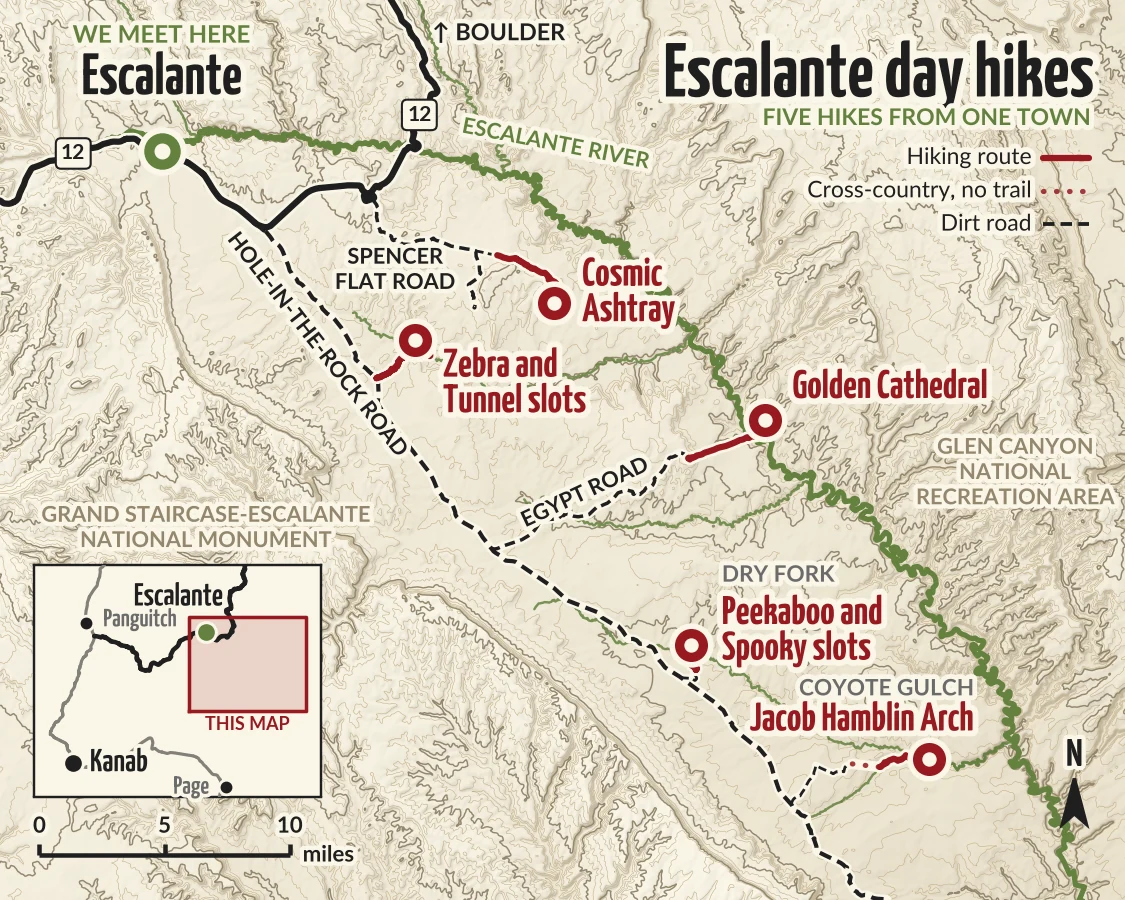 WE MEET HERE
Escalante
↑ BOULDER
Escalante day hikes
FIVE HIKES FROM ONE TOWN
12
12
ESCALANTE RIVER
Hiking route
Cross-country, no trail
Dirt road
HOLE-IN-THE-ROCK ROAD
SPENCER
FLAT ROAD
Cosmic
Ashtray
Zebra and
Tunnel slots
Golden Cathedral
GLEN CANYON
NATIONAL
RECREATION AREA
EGYPT ROAD
GRAND STAIRCASE-ESCALANTE
NATIONAL MONUMENT
DRY FORK
Peekaboo and
Spooky slots
COYOTE GULCH
Jacob Hamblin Arch
Escalante
Panguitch
THIS MAP
Kanab
Page
N
0 5 10
miles